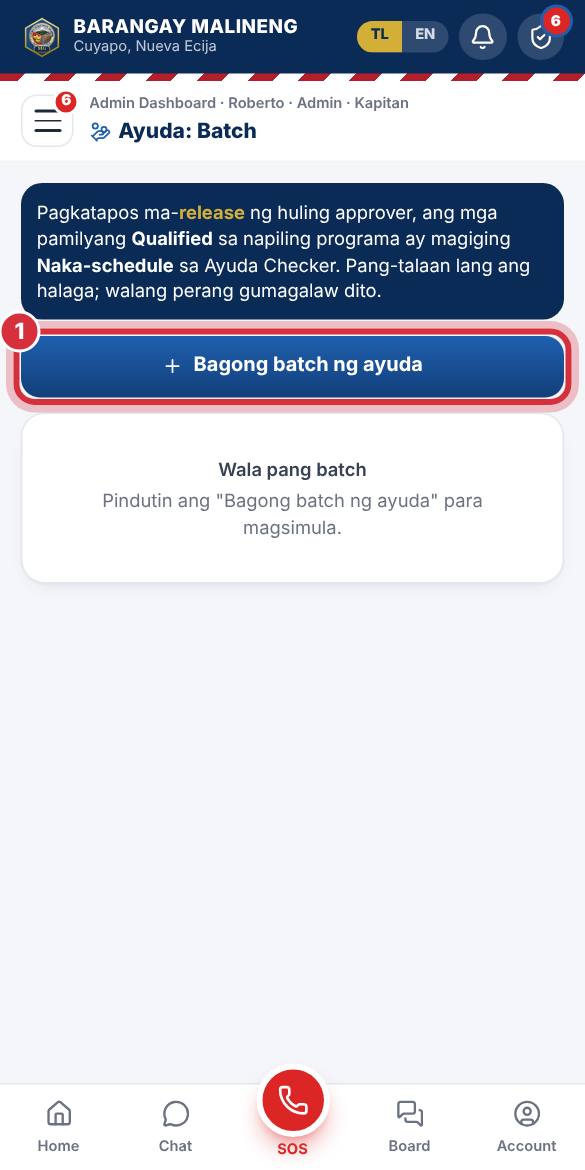 BARANGAY MALINENG
Cuyapo, Nueva Ecija
TL EN
6
6
Admin Dashboard · Roberto · Admin · Kapitan
Ayuda: Batch
Pagkatapos ma-release ng huling approver, ang mga
pamilyang Qualified sa napiling programa ay magiging
Naka-schedule sa Ayuda Checker. Pang-talaan lang ang
halaga; walang perang gumagalaw dito.
1
+ Bagong batch ng ayuda
Wala pang batch
Pindutin ang "Bagong batch ng ayuda" para
magsimula.
Home
Chat
SOS
Board
Account